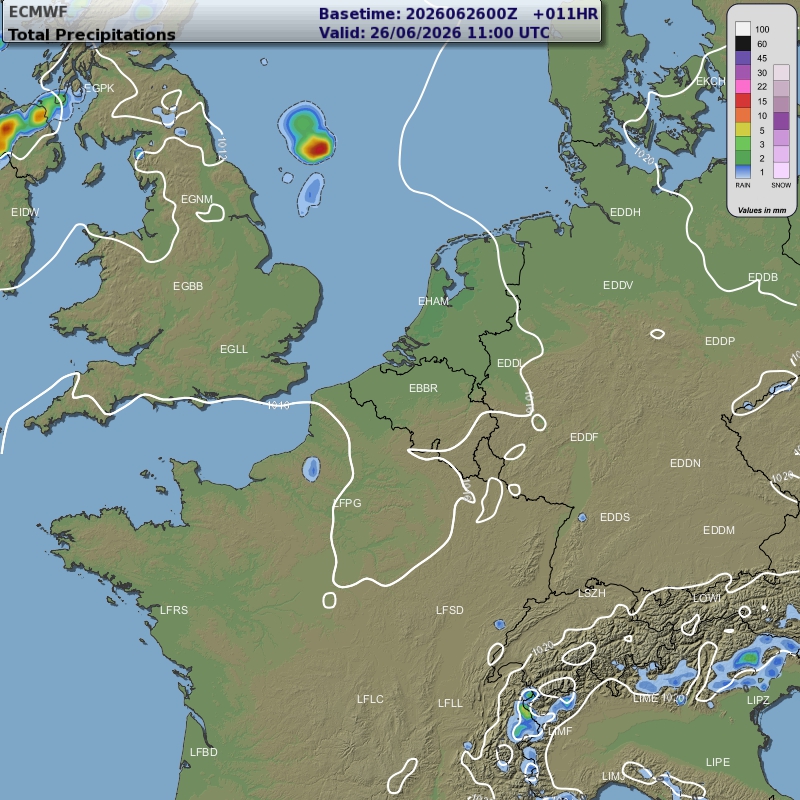 ECMWF
Basetime: 2026062600Z +011HR
Total Precipitations
Valid: 26/06/2026 11:00 UTC
100
60
45
30
22
15
10
5
3
2
1
RAIN SNOW
Values in mm
EGPK
EKCH
1020
EIDW
EGNM
EDDH
EGBB
EDDV
EDDB
EHAM
EGLL
EDDP
EDDL
EBBR
1010
EDDF
EDDN
1020
LFPG
EDDS
EDDM
LSZH
LOWI
LFRS
LFSD
1020
LFLC
LFLL
LIME
1020
LIPZ
LIMF
LFBD
LIPE
LIMJ